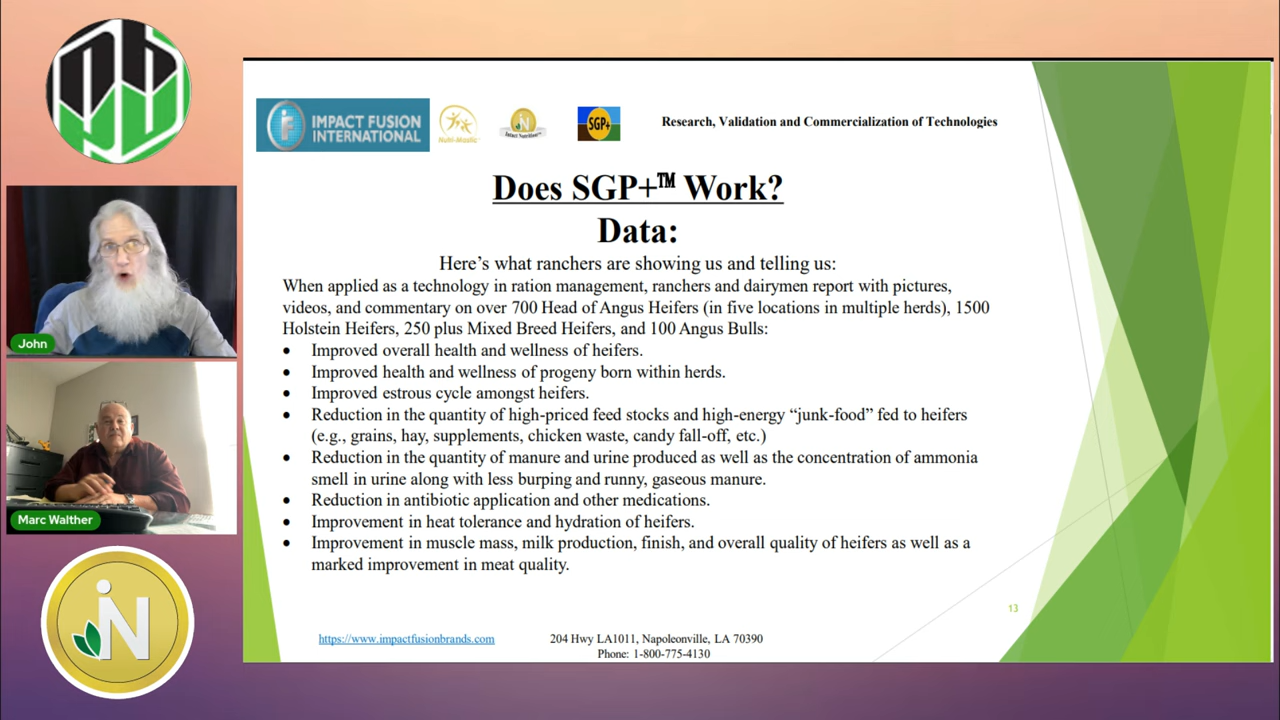 IMPACT FUSION
INTERNATIONAL
Nutri-Mastic
Impact Nutrition™
SGP+
Research, Validation and Commercialization of Technologies
Does SGP+™ Work?
Data:
Here’s what ranchers are showing us and telling us:
When applied as a technology in ration management, ranchers and dairymen report with pictures,
videos, and commentary on over 700 Head of Angus Heifers (in five locations in multiple herds), 1500
Holstein Heifers, 250 plus Mixed Breed Heifers, and 100 Angus Bulls:
• Improved overall health and wellness of heifers.
• Improved health and wellness of progeny born within herds.
• Improved estrous cycle amongst heifers.
• Reduction in the quantity of high-priced feed stocks and high-energy “junk-food” fed to heifers
(e.g., grains, hay, supplements, chicken waste, candy fall-off, etc.)
• Reduction in the quantity of manure and urine produced as well as the concentration of ammonia
smell in urine along with less burping and runny, gaseous manure.
• Reduction in antibiotic application and other medications.
• Improvement in heat tolerance and hydration of heifers.
• Improvement in muscle mass, milk production, finish, and overall quality of heifers as well as a
marked improvement in meat quality.
13
https://www.impactfusionbrands.com
204 Hwy LA1011, Napoleonville, LA 70390
Phone: 1-800-775-4130
John
Marc Walther
iN